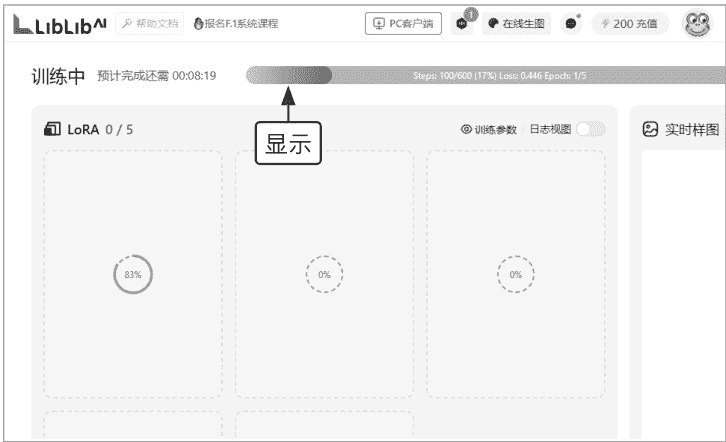 LIBLIBAI 帮助文档 报名F.1系统课程 PC客户端 1 在线生图 200 充值
训练中 预计完成还需 00:08:19 Steps: 100/600 (17%) Loss: 0.446 Epoch: 1/5
LoRA 0 / 5 训练参数 日志视图 实时样图
显示
83% 0% 0%